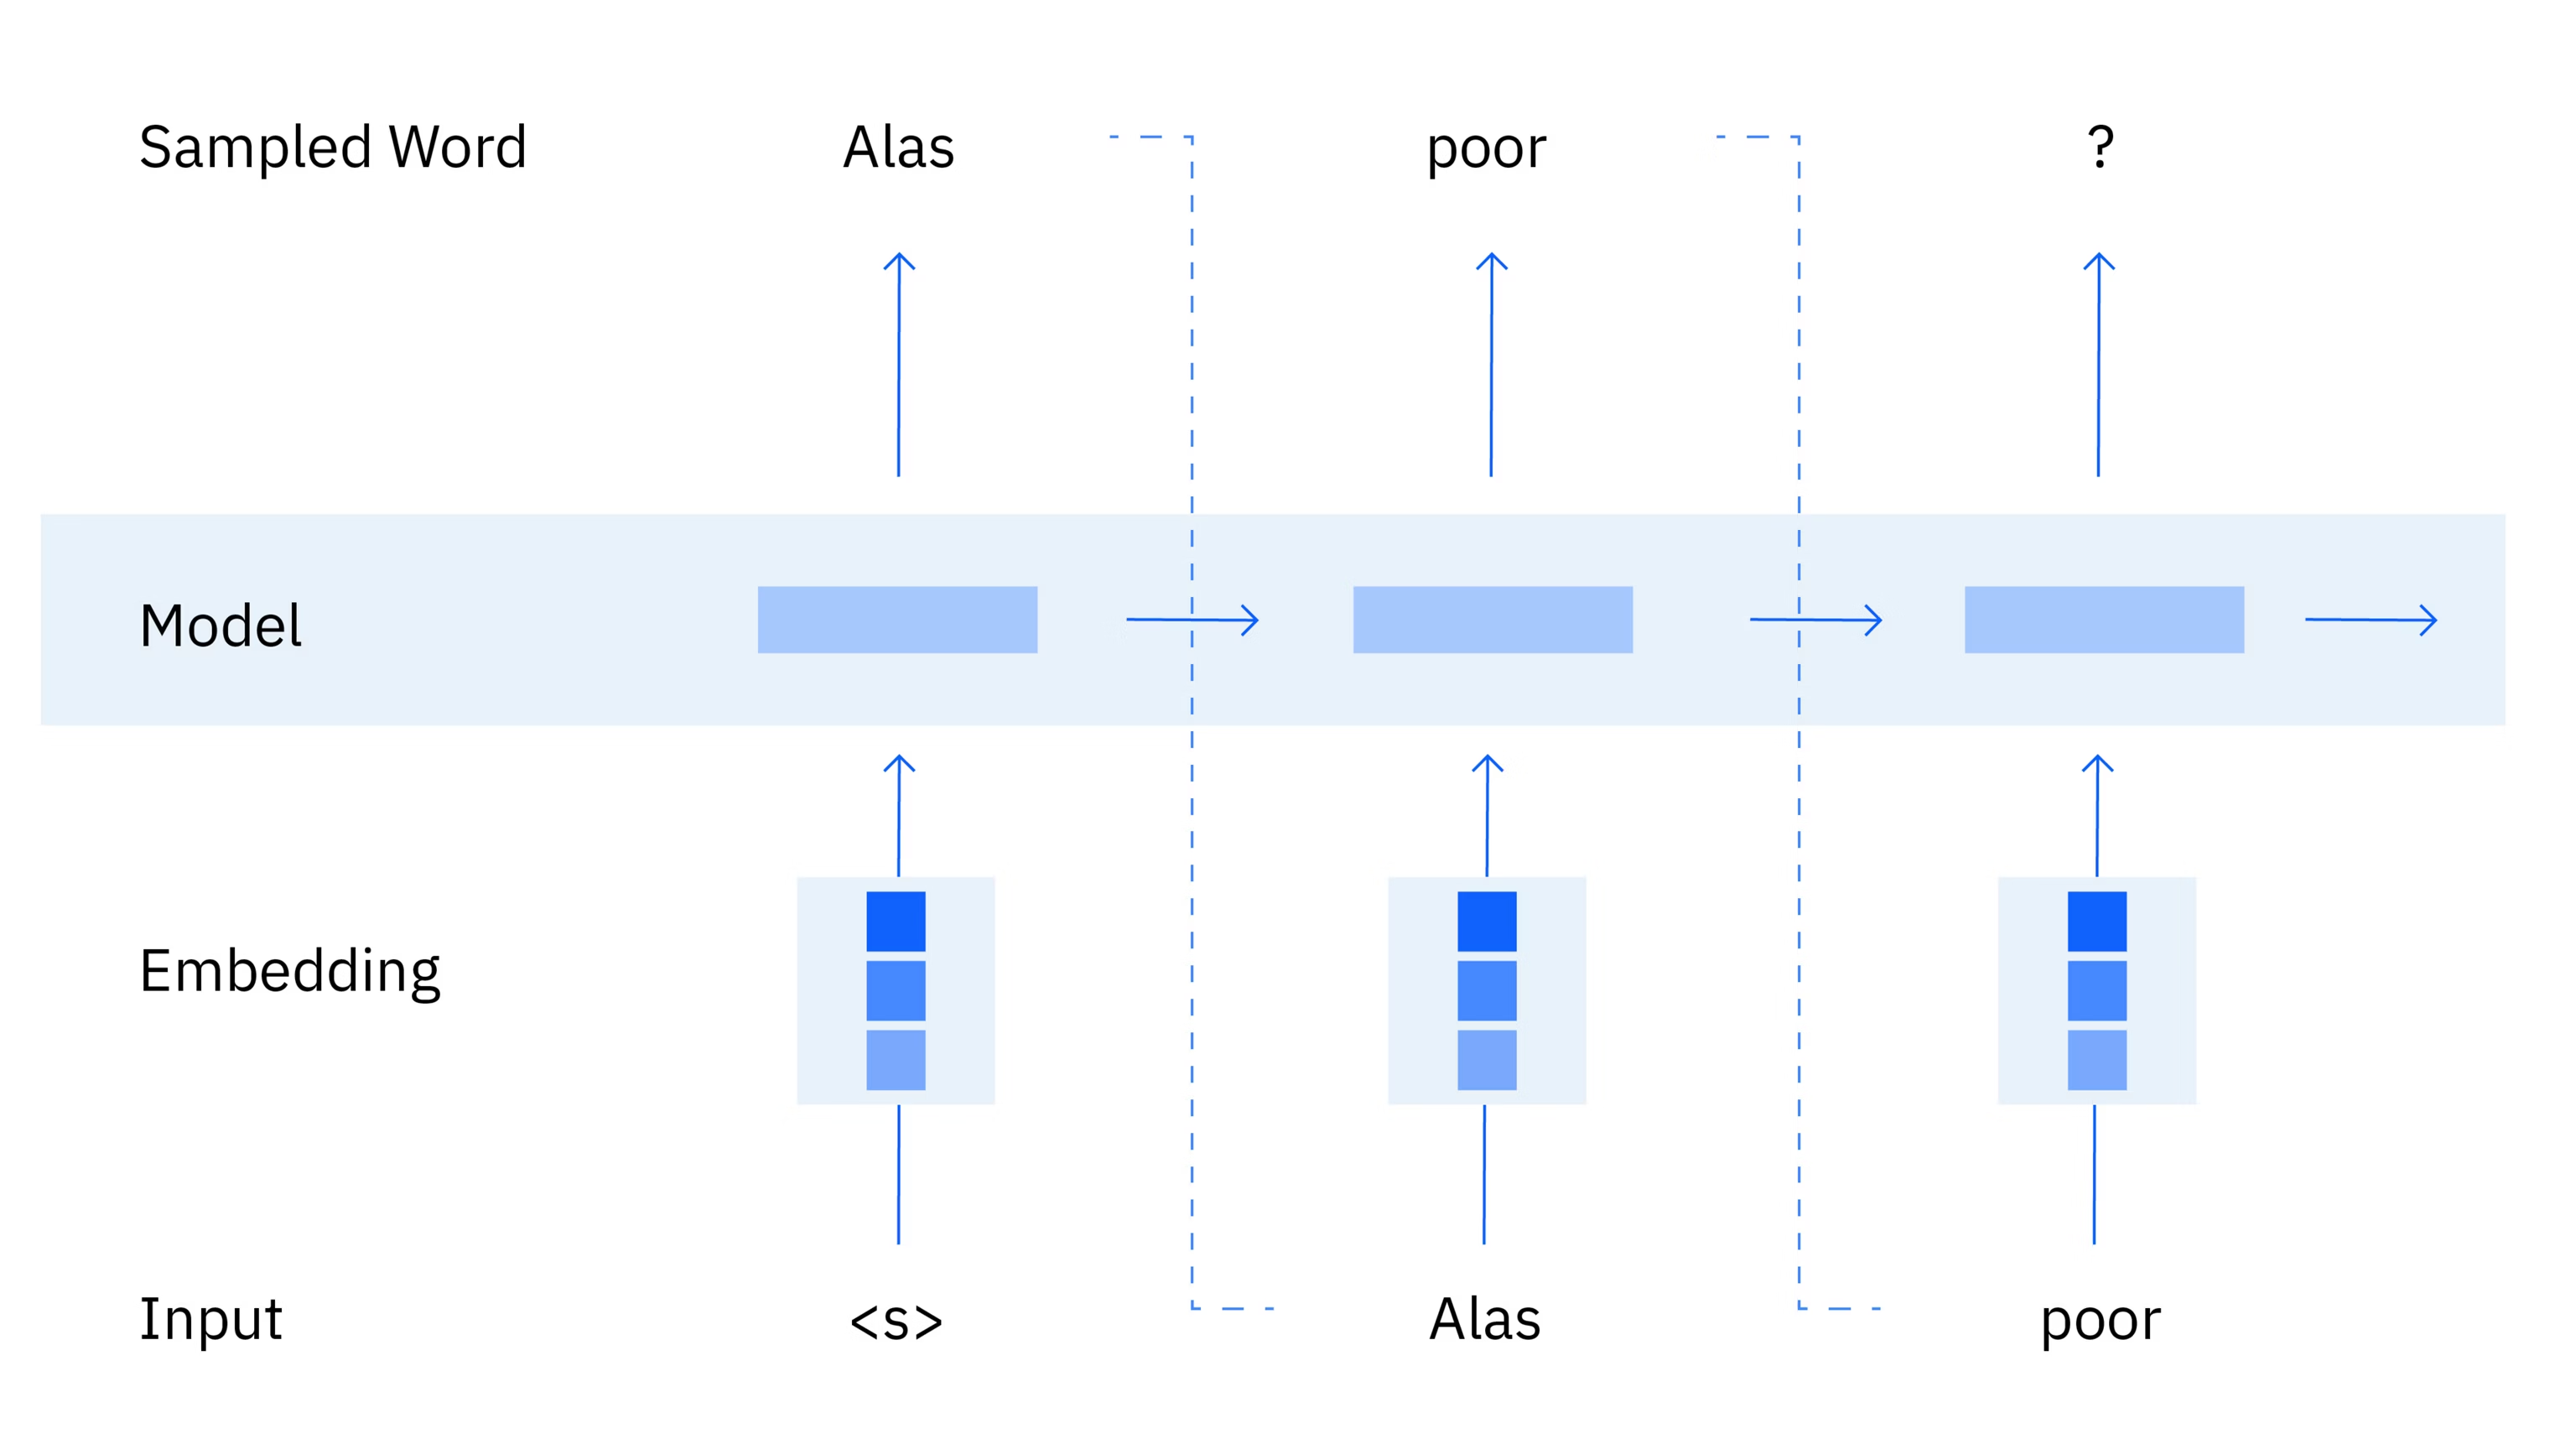 Sampled Word Alas poor ?
Model
Embedding
Input <s> Alas poor